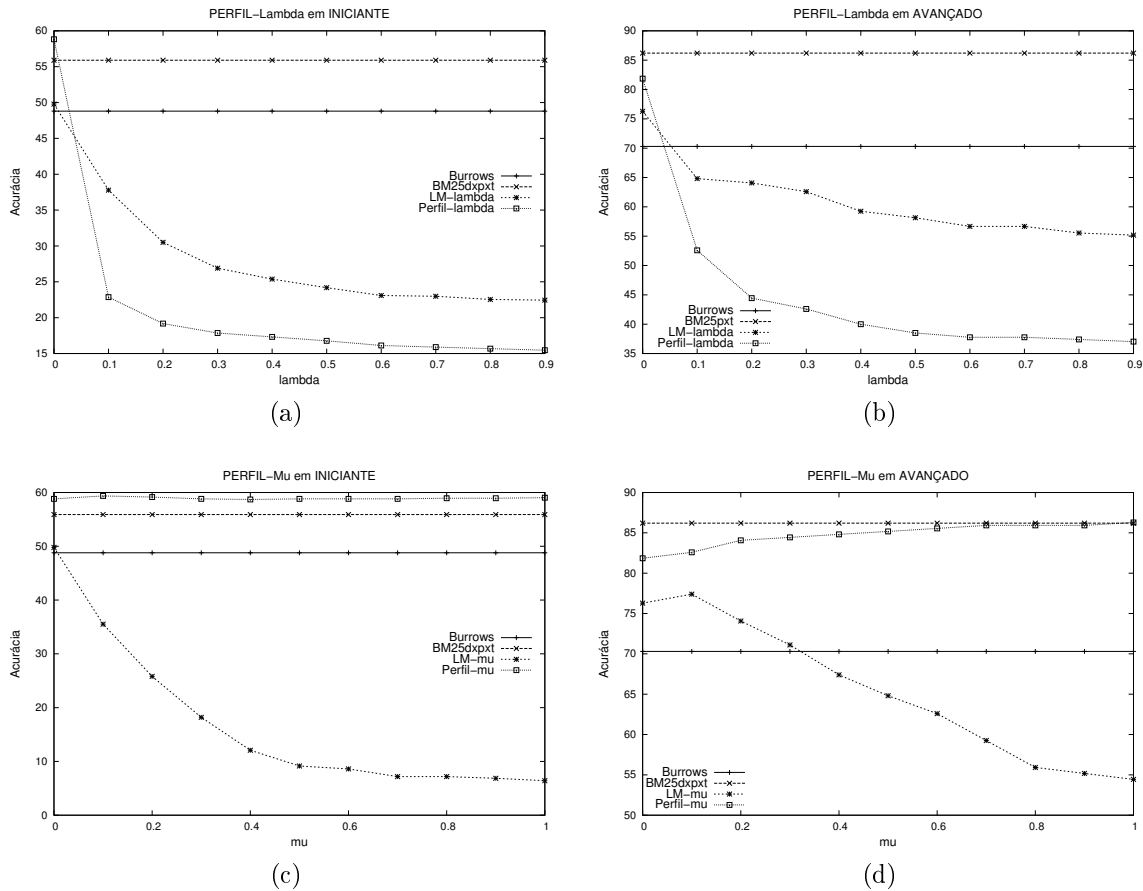 PERFIL-Lambda em INICIANTE
60
55
50
45
40
35
30
25
20
15
Acurácia
Burrows
BM25dxpxt
LM-lambda
Perfil-lambda
0 0.1 0.2 0.3 0.4 0.5 0.6 0.7 0.8 0.9
lambda
(a)
PERFIL-Lambda em AVANÇADO
90
85
80
75
70
65
60
55
50
45
40
35
Acurácia
Burrows
BM25pxt
LM-lambda
Perfil-lambda
0 0.1 0.2 0.3 0.4 0.5 0.6 0.7 0.8 0.9
lambda
(b)
PERFIL-Mu em INICIANTE
60
50
40
30
20
10
0
Acurácia
Burrows
BM25dxpxt
LM-mu
Perfil-mu
0 0.2 0.4 0.6 0.8 1
mu
(c)
PERFIL-Mu em AVANÇADO
90
85
80
75
70
65
60
55
50
Acurácia
Burrows
BM25dxpxt
LM-mu
Perfil-mu
0 0.2 0.4 0.6 0.8 1
mu
(d)